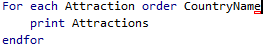 For each Attraction order CountryName
    print Attractions
endfor